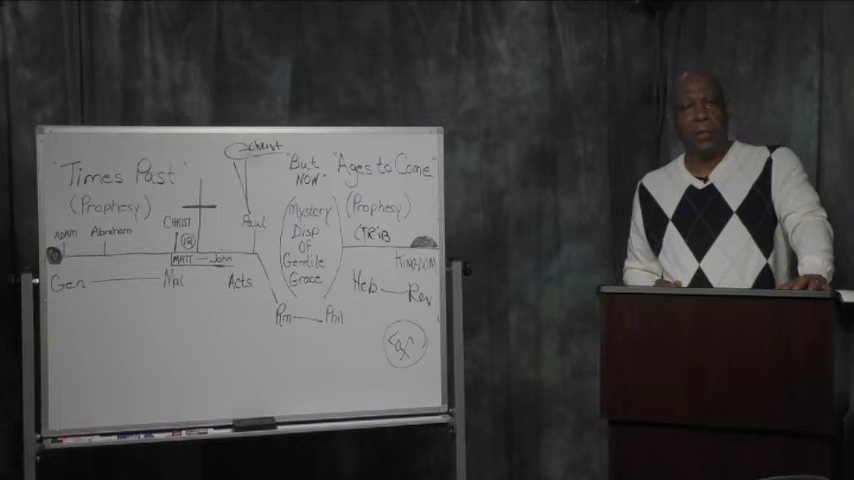 "Times Past"
(Prophesy)
ADAM
Abraham
CHRIST
MATT — John
Gen — Mal
Acts
Christ
Paul
"But
NOW"
(Mystery
Disp
OF
Gentile
Grace)
Rm — Phil
"Ages to Come"
(Prophesy)
TRIB
KINGDOM
Heb — Rev